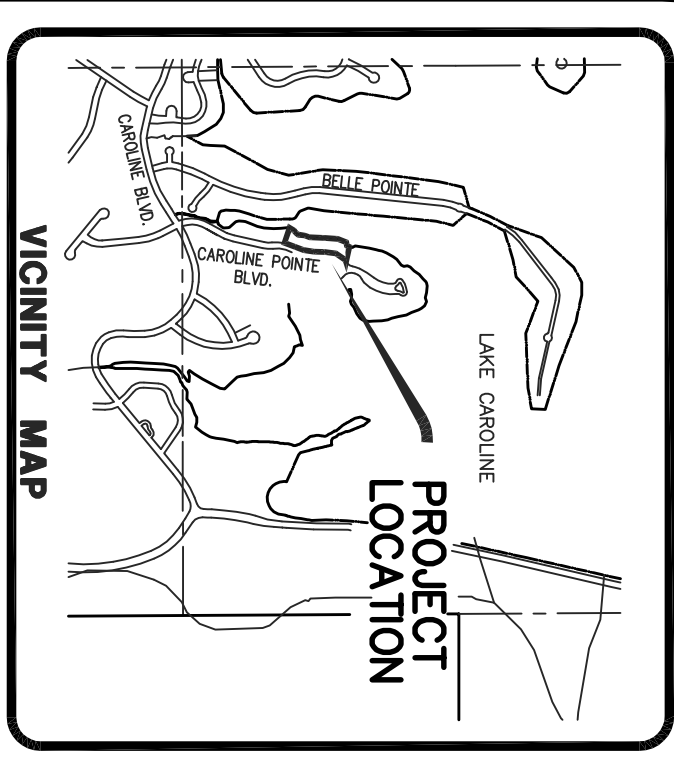 BELLE POINTE
CAROLINE BLVD.
CAROLINE POINTE
BLVD.
LAKE CAROLINE
PROJECT
LOCATION
VICINITY MAP